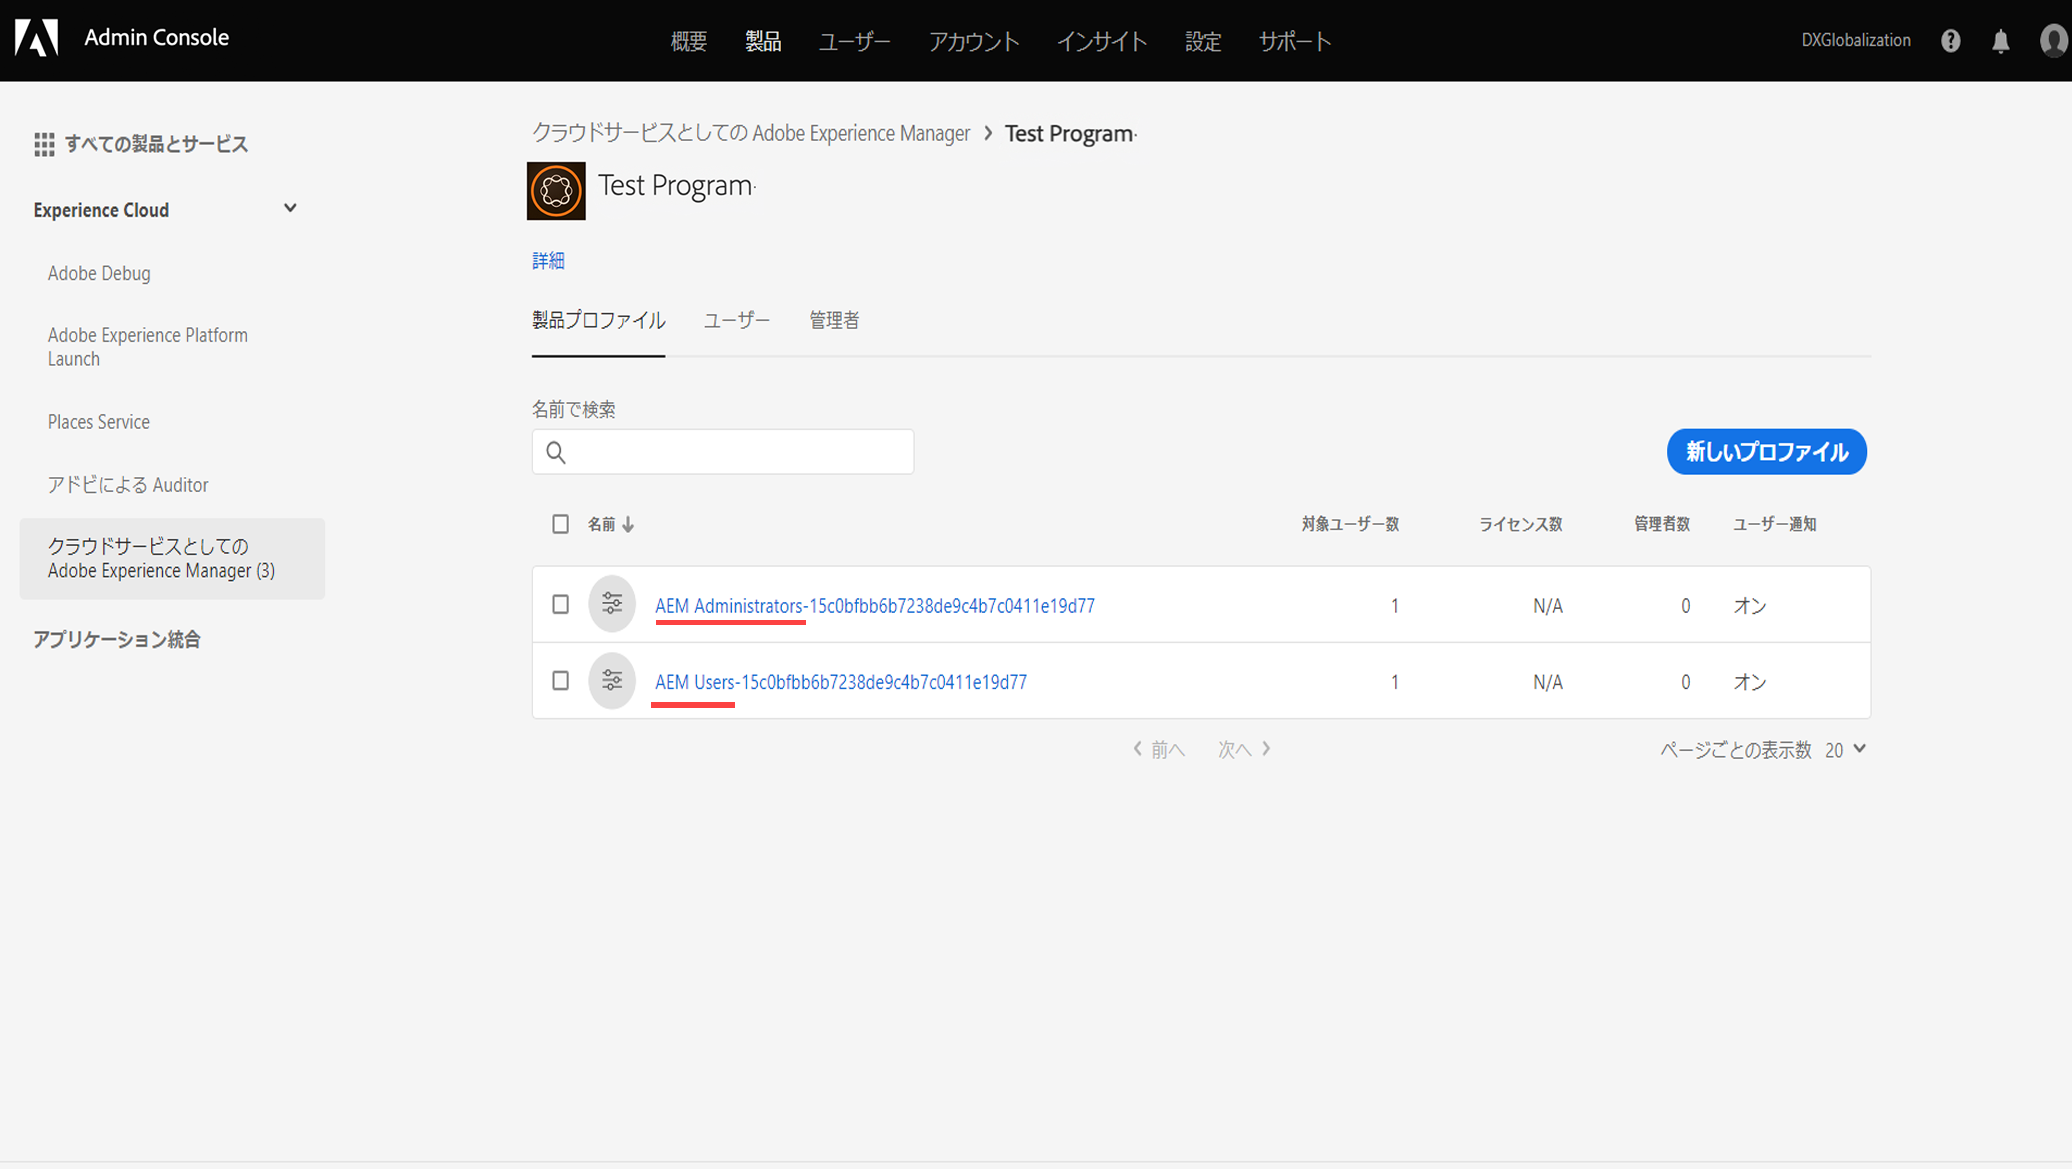 Admin Console
概要 製品 ユーザー アカウント インサイト 設定 サポート
DXGlobalization
すべての製品とサービス
Experience Cloud
Adobe Debug
Adobe Experience Platform
Launch
Places Service
アドビによる Auditor
クラウドサービスとしての
Adobe Experience Manager (3)
アプリケーション統合
クラウドサービスとしての Adobe Experience Manager > Test Program
Test Program
詳細
製品プロファイル ユーザー 管理者
名前で検索
新しいプロファイル
名前 対象ユーザー数 ライセンス数 管理者数 ユーザー通知
AEM Administrators-15c0bfbb6b7238de9c4b7c0411e19d77 1 N/A 0 オン
AEM Users-15c0bfbb6b7238de9c4b7c0411e19d77 1 N/A 0 オン
前へ 次へ
ページごとの表示数 20